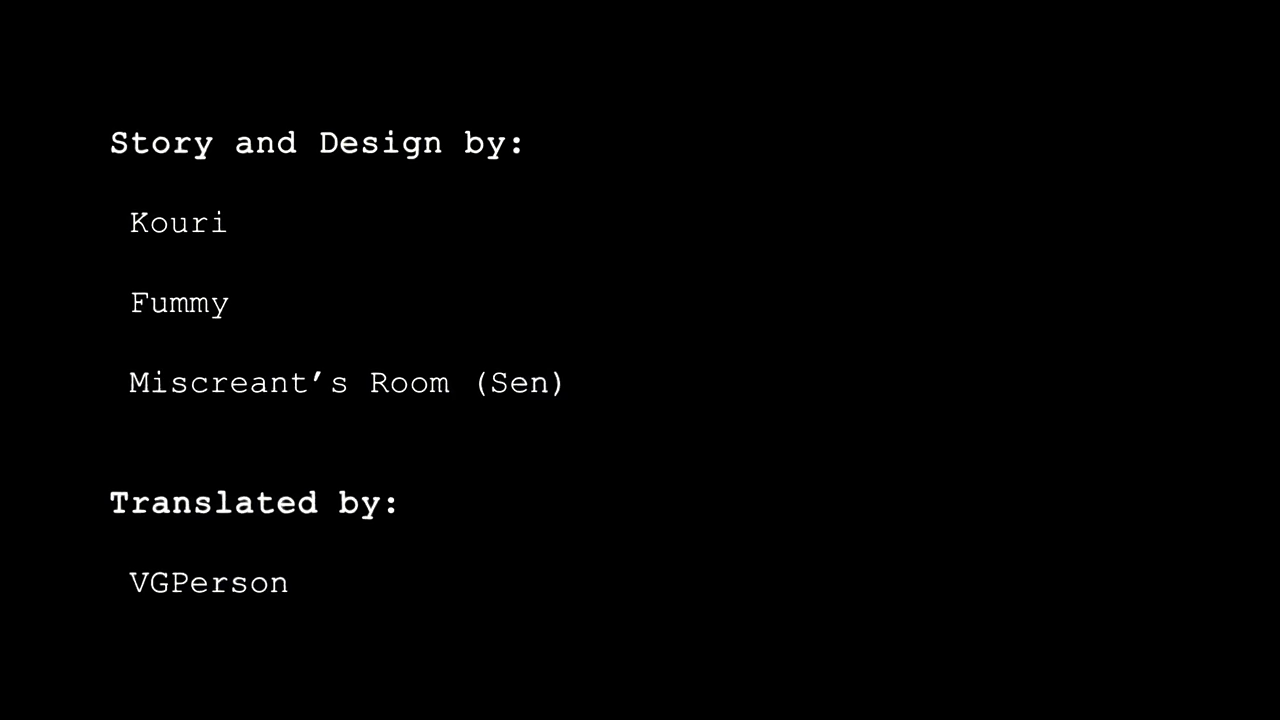 Story and Design by:
Kouri
Fummy
Miscreant’s Room (Sen)
Translated by:
VGPerson